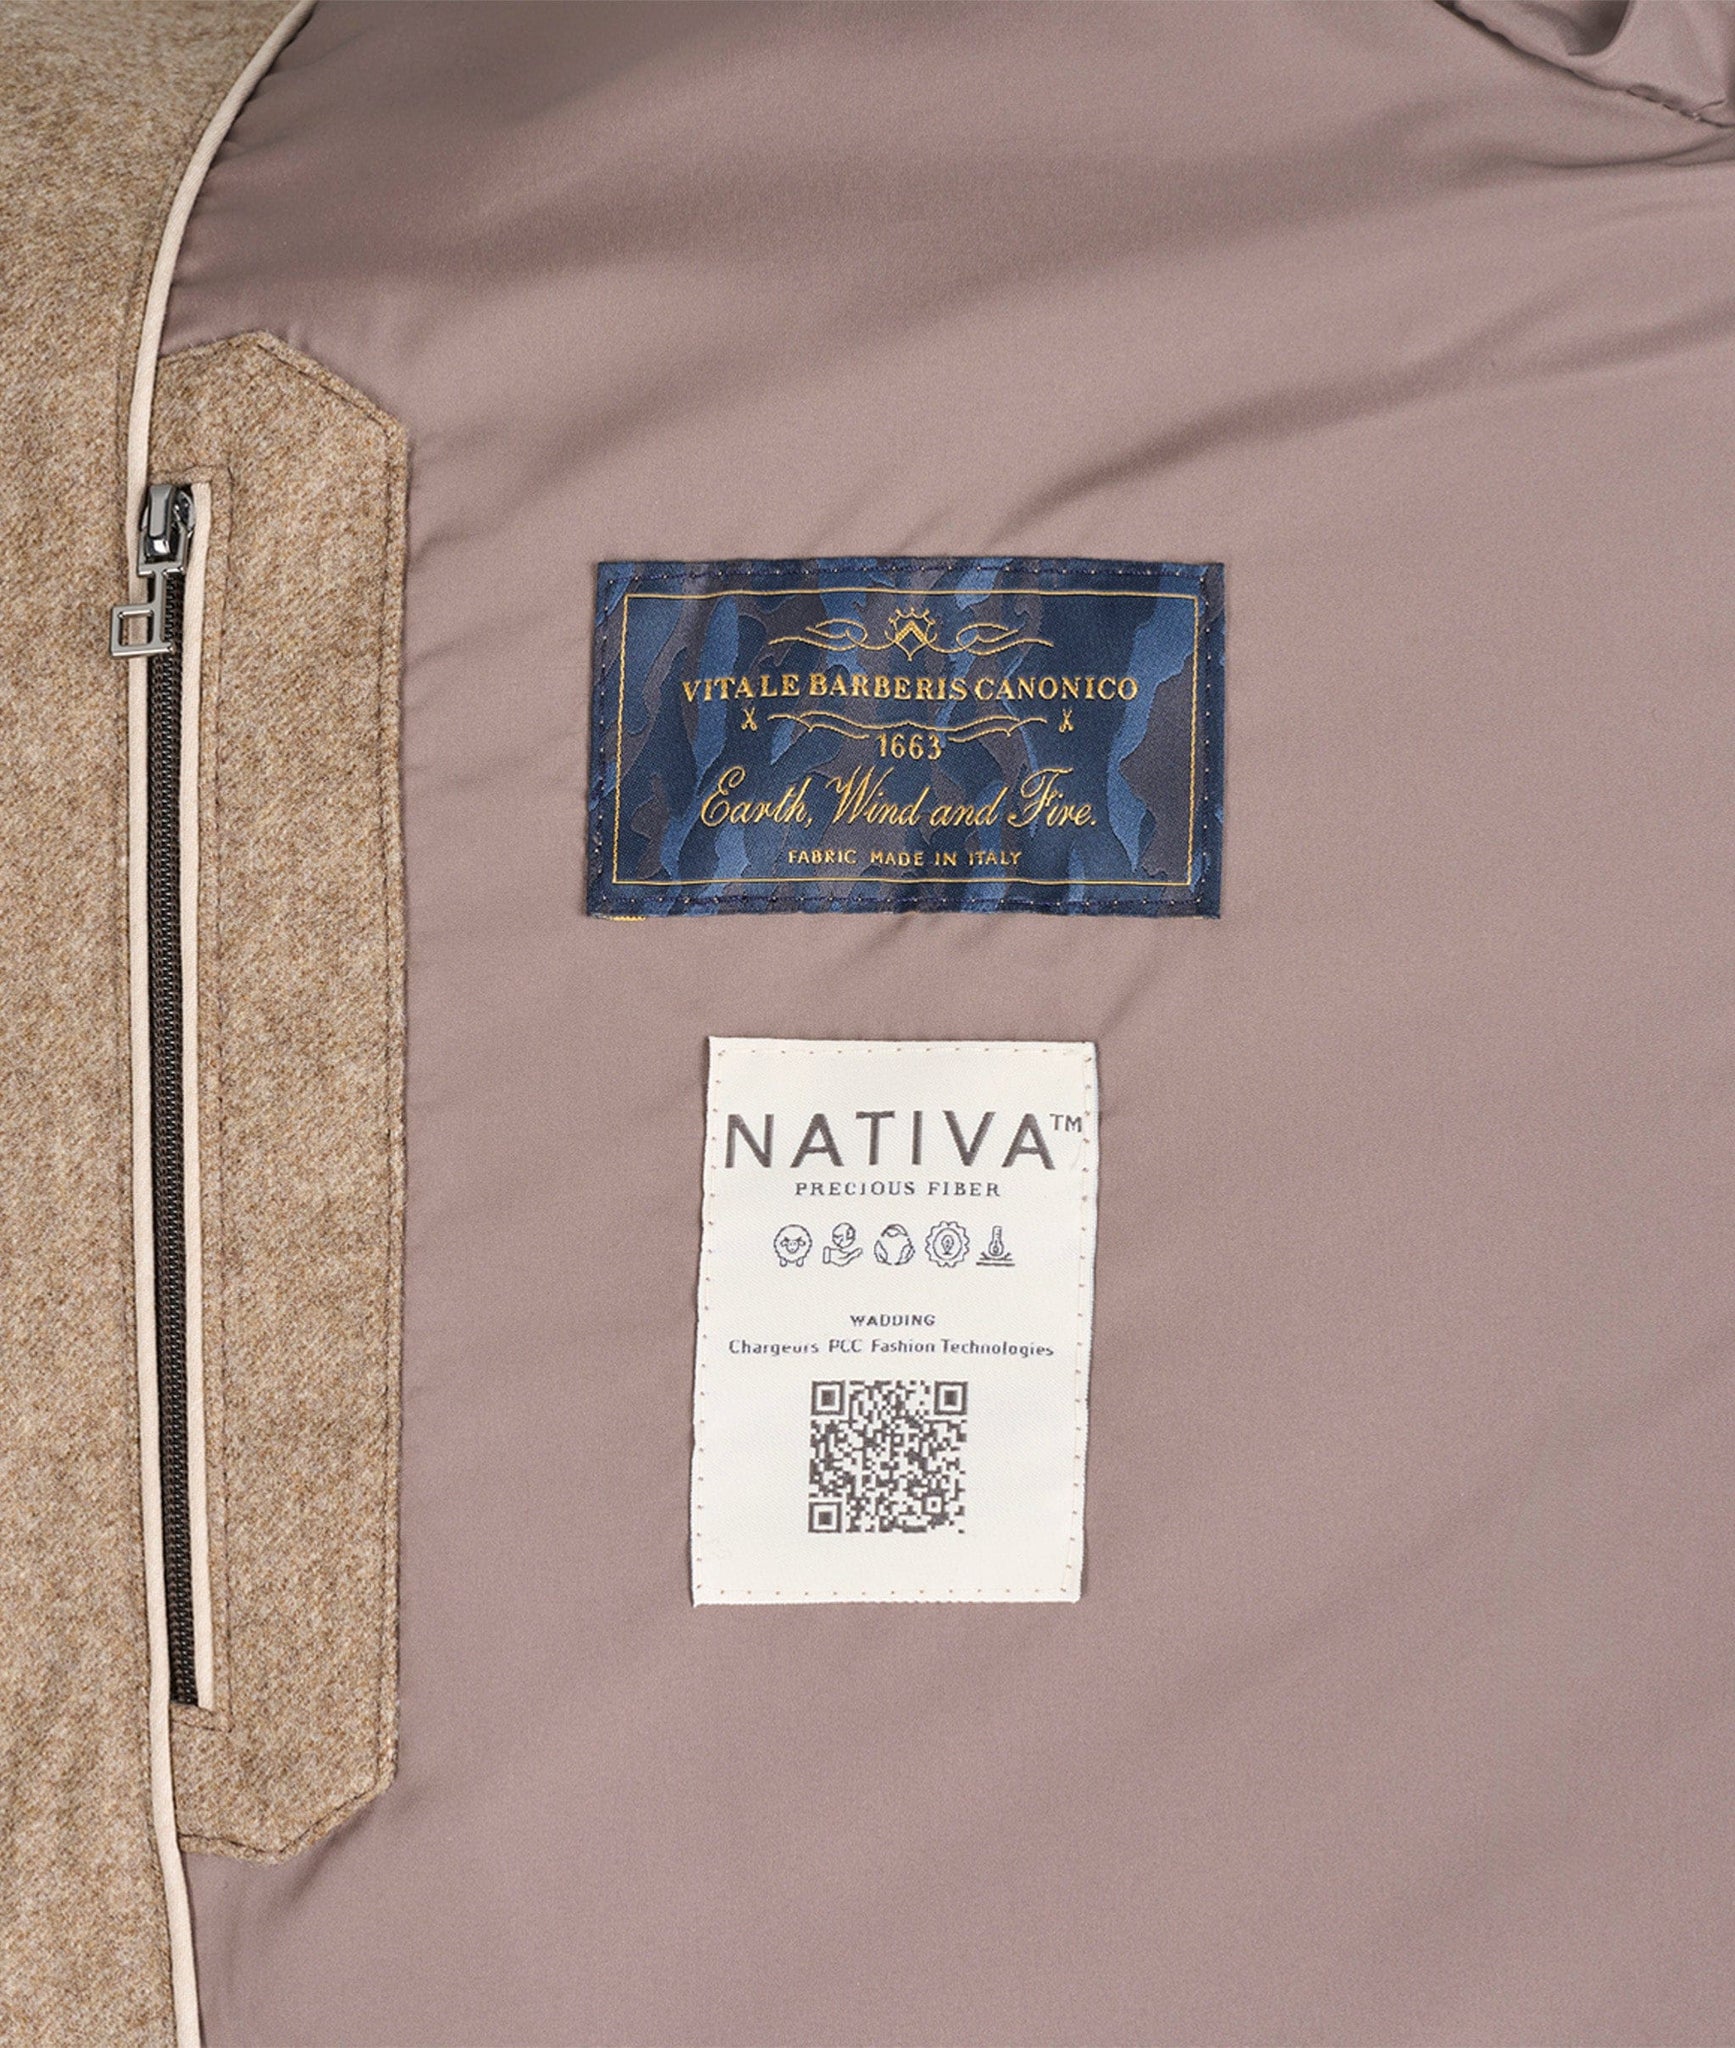 VITALE BARBERIS CANONICO
1663
Earth, Wind and Fire.
FABRIC MADE IN ITALY
NATIVA™
PRECIOUS FIBER
WADDING
Chargeurs PCC Fashion Technologies